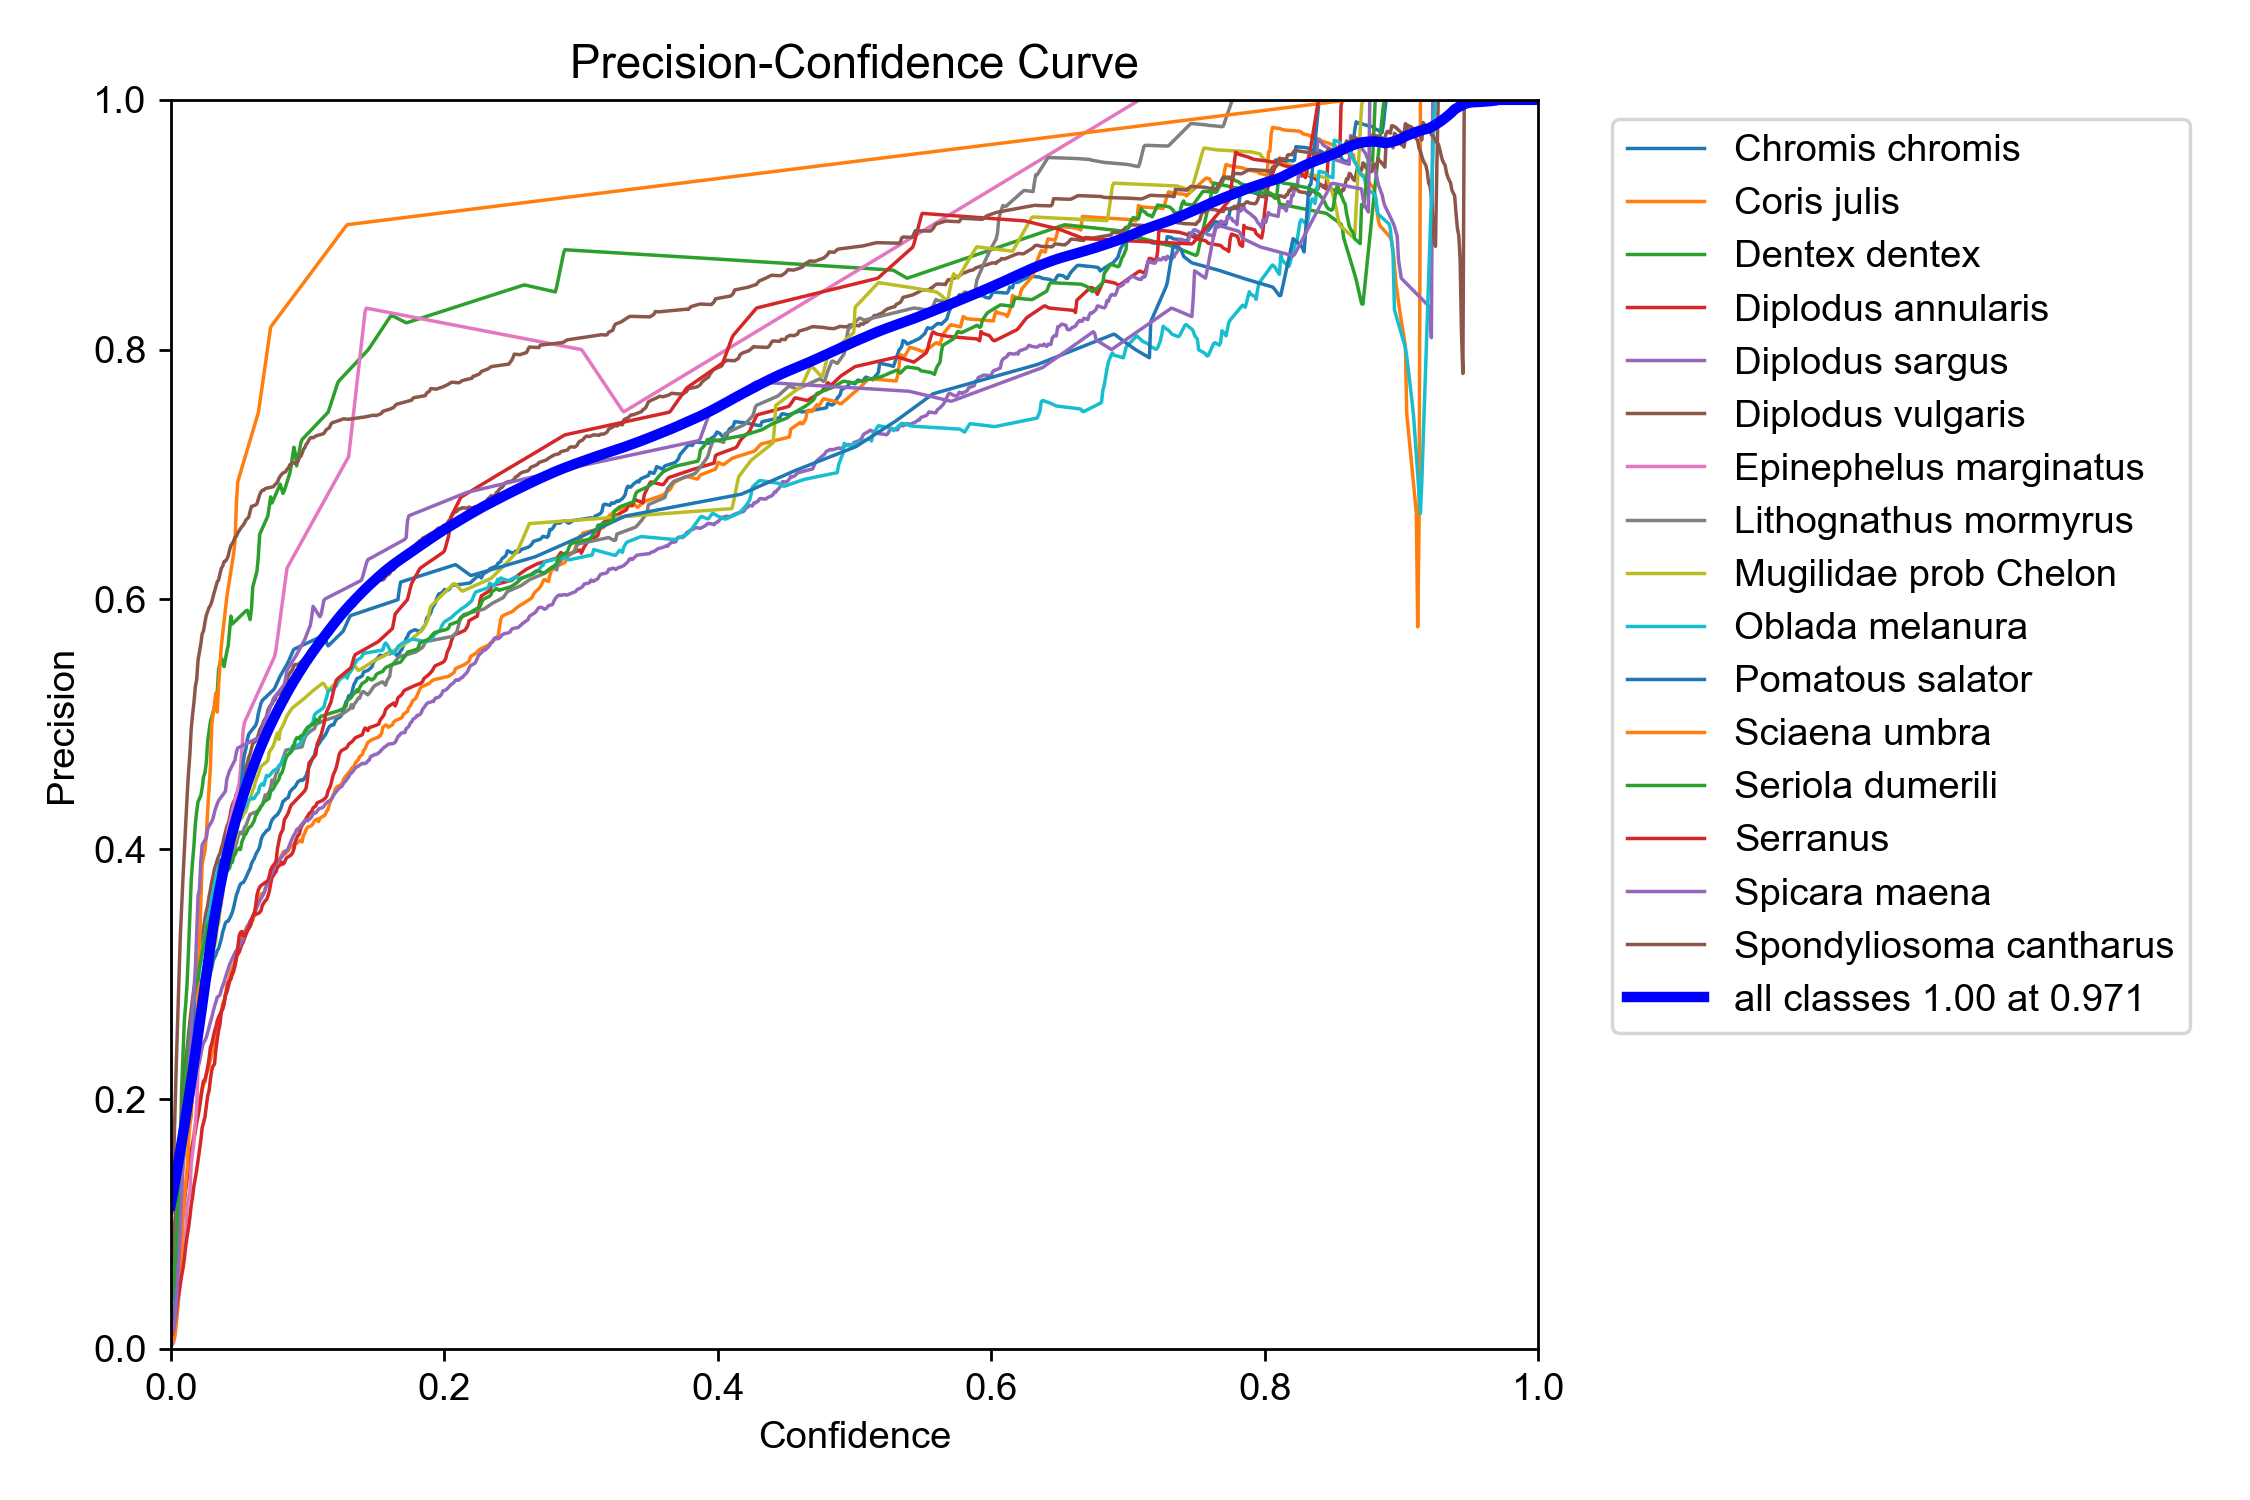 Precision-Confidence Curve
1.0
0.8
0.6
0.4
0.2
0.0
Precision
0.0 0.2 0.4 0.6 0.8 1.0
Confidence
Chromis chromis
Coris julis
Dentex dentex
Diplodus annularis
Diplodus sargus
Diplodus vulgaris
Epinephelus marginatus
Lithognathus mormyrus
Mugilidae prob Chelon
Oblada melanura
Pomatous salator
Sciaena umbra
Seriola dumerili
Serranus
Spicara maena
Spondyliosoma cantharus
all classes 1.00 at 0.971